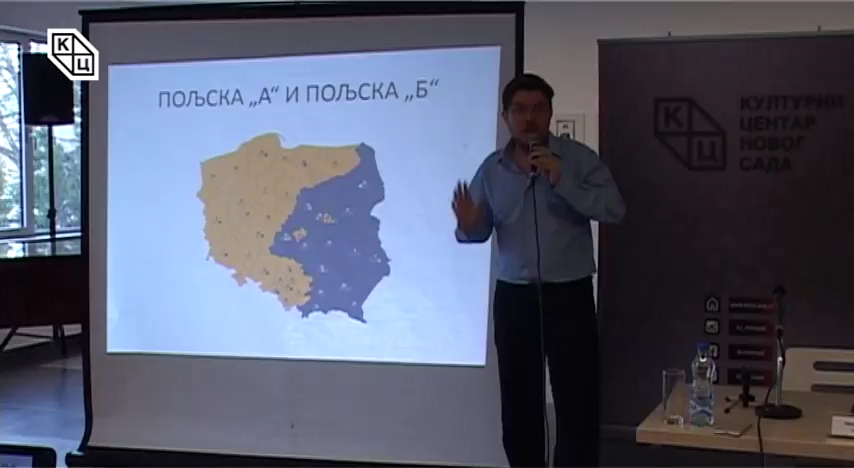 КЦ
ПОЉСКА „А“ И ПОЉСКА „Б“
КЦ
КУЛТУРНИ
ЦЕНТАР
НОВОГ
САДА